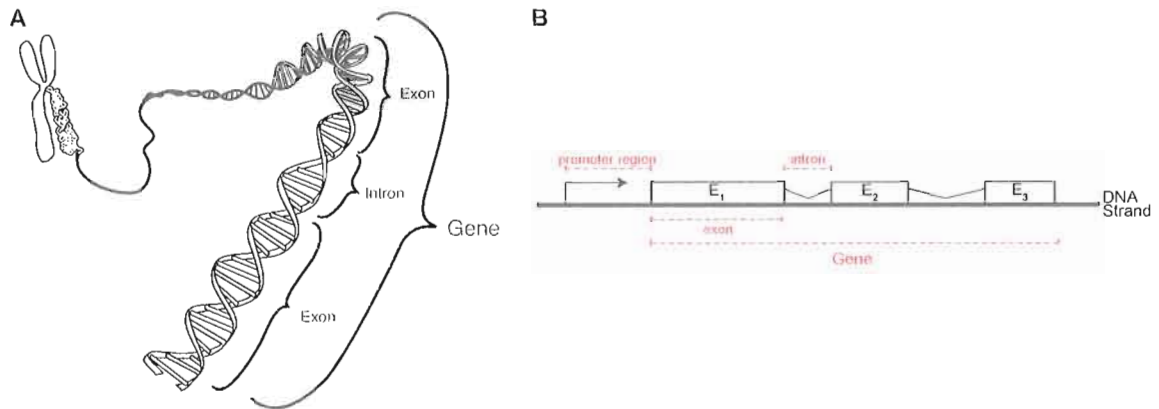 A
Exon
Intron
Gene
Exon
B
promoter region
intron
E1
E2
E3
DNA
Strand
exon
Gene